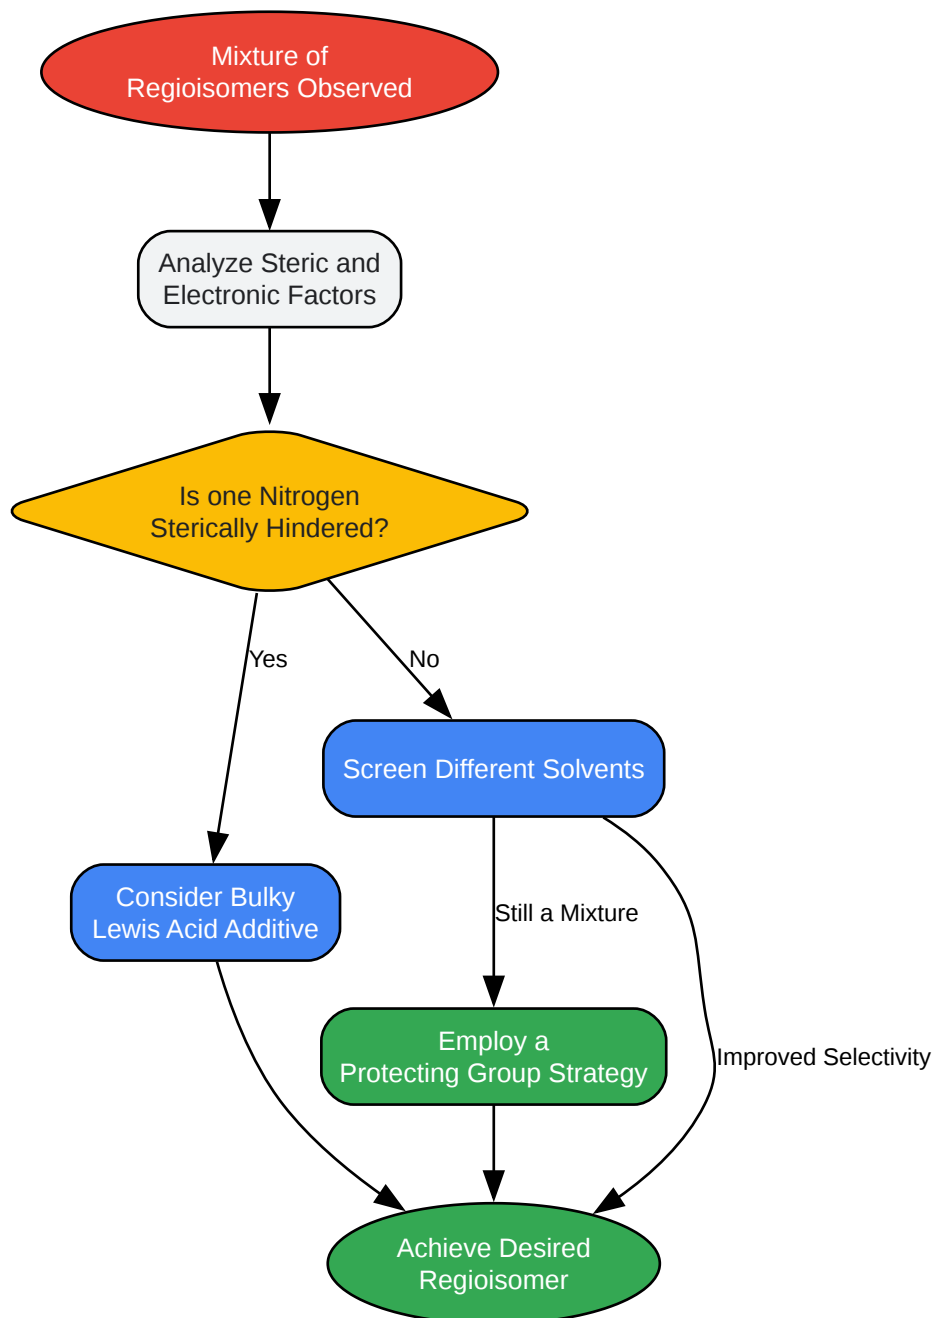 Mixture of
Regioisomers Observed
Analyze Steric and
Electronic Factors
Is one Nitrogen
Sterically Hindered?
Yes
No
Screen Different Solvents
Consider Bulky
Lewis Acid Additive
Still a Mixture
Employ a
Protecting Group Strategy
Improved Selectivity
Achieve Desired
Regioisomer